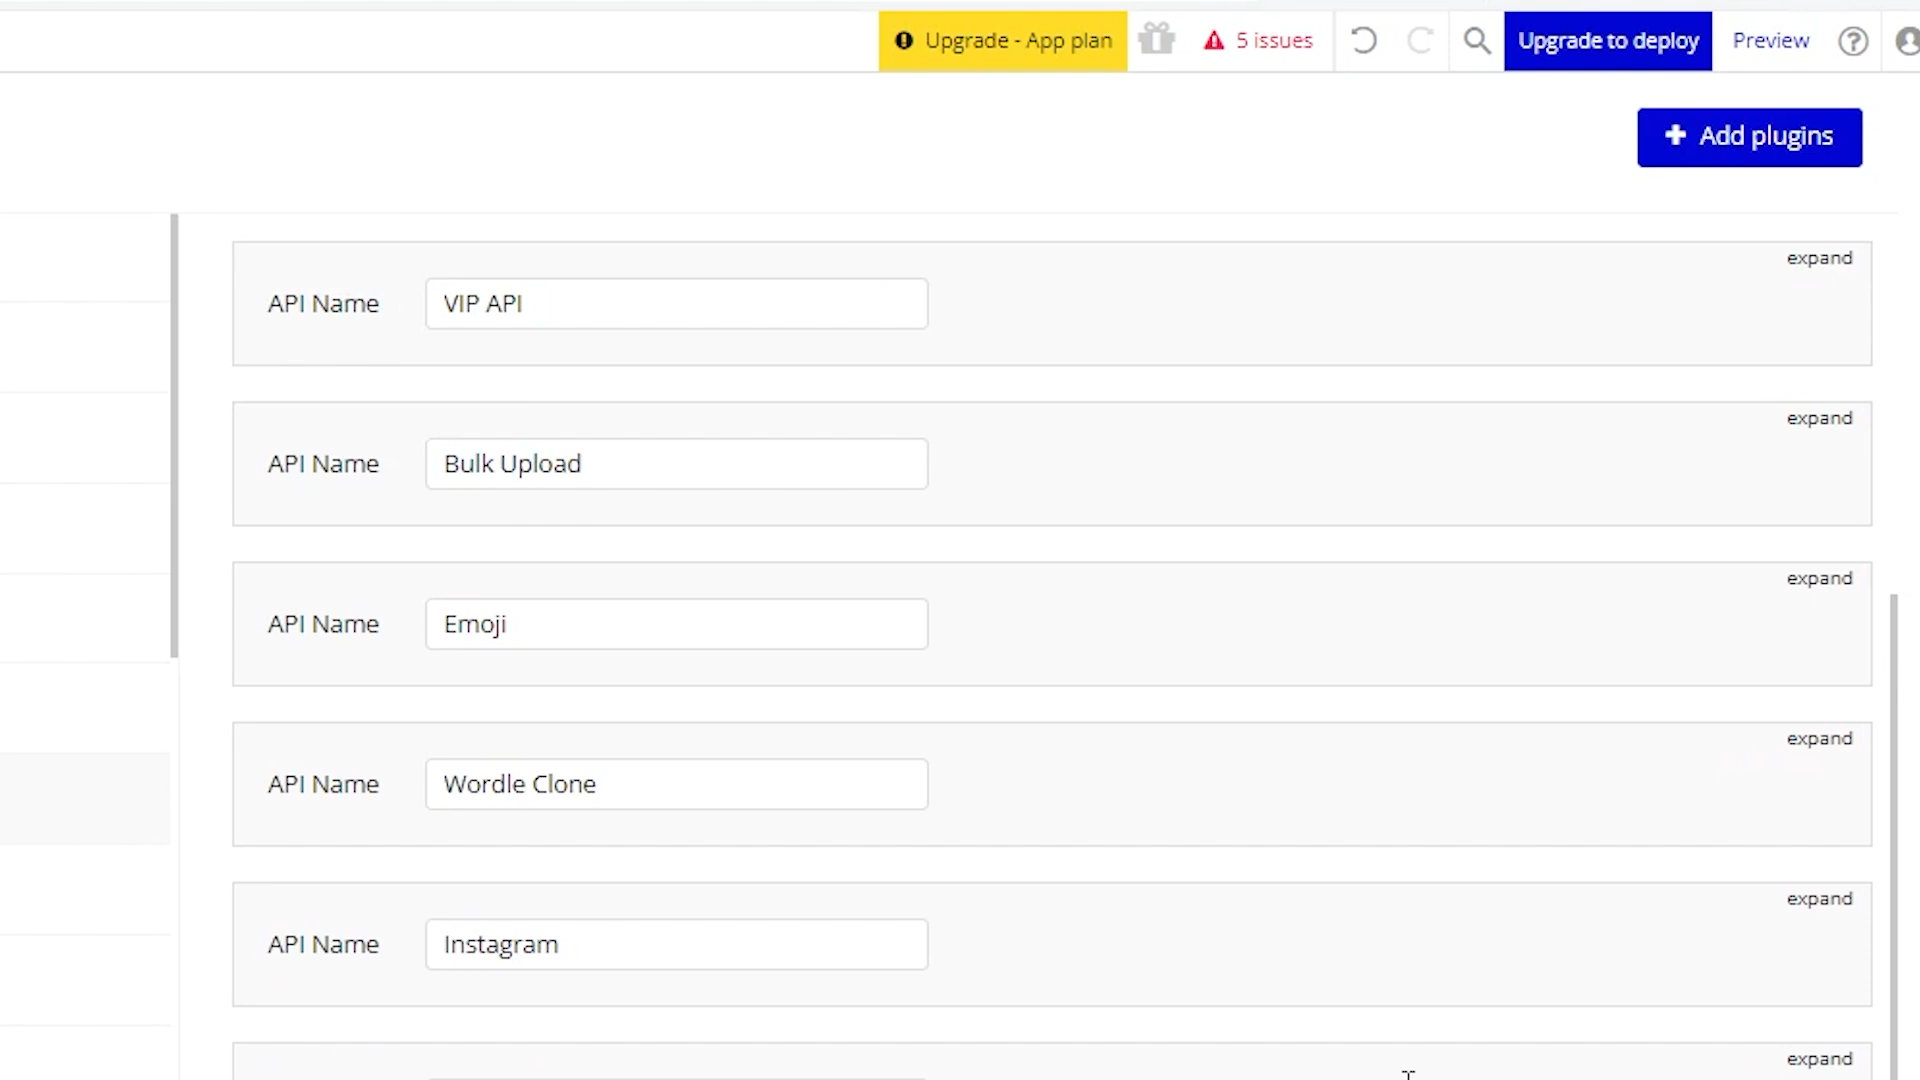 Upgrade - App plan
5 issues
Upgrade to deploy
Preview
?
+ Add plugins
expand
API Name
VIP API
expand
API Name
Bulk Upload
expand
API Name
Emoji
expand
API Name
Wordle Clone
expand
API Name
Instagram
expand